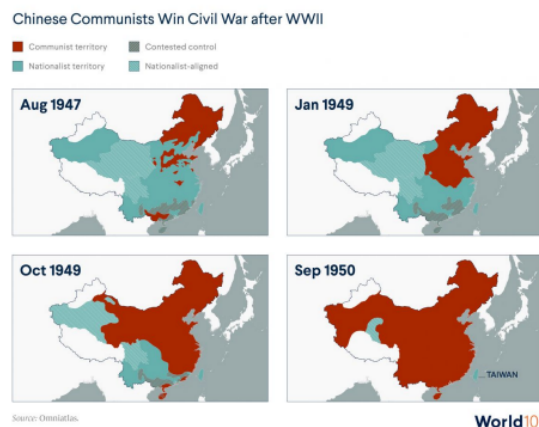 Chinese Communists Win Civil War after WWII
Communist territory
Contested control
Nationalist territory
Nationalist-aligned
Aug 1947
Jan 1949
Oct 1949
Sep 1950
TAIWAN
Source: Omniatlas.
World10